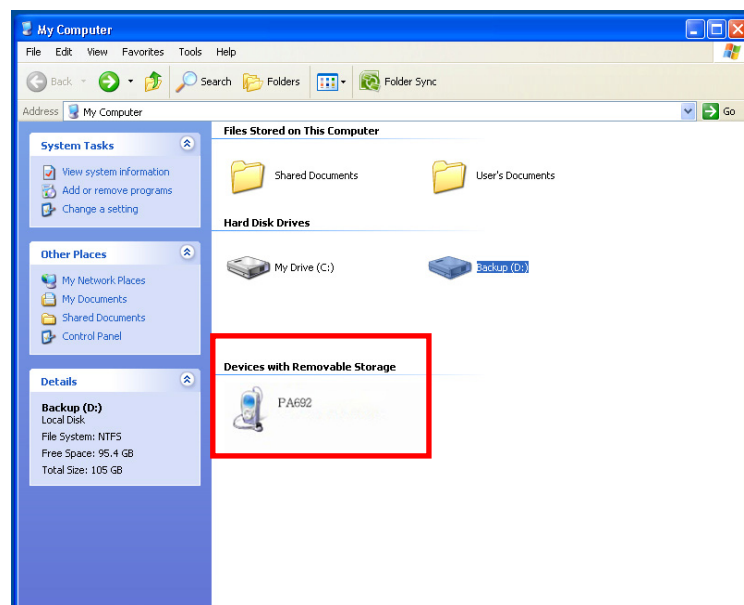 My Computer
File Edit View Favorites Tools Help
Back Search Folders Folder Sync
Address My Computer Go
System Tasks
View system information
Add or remove programs
Change a setting
Other Places
My Network Places
My Documents
Shared Documents
Control Panel
Details
Backup (D:)
Local Disk
File System: NTFS
Free Space: 95.4 GB
Total Size: 105 GB
Files Stored on This Computer
Shared Documents User's Documents
Hard Disk Drives
My Drive (C:) Backup (D:)
Devices with Removable Storage
PA692